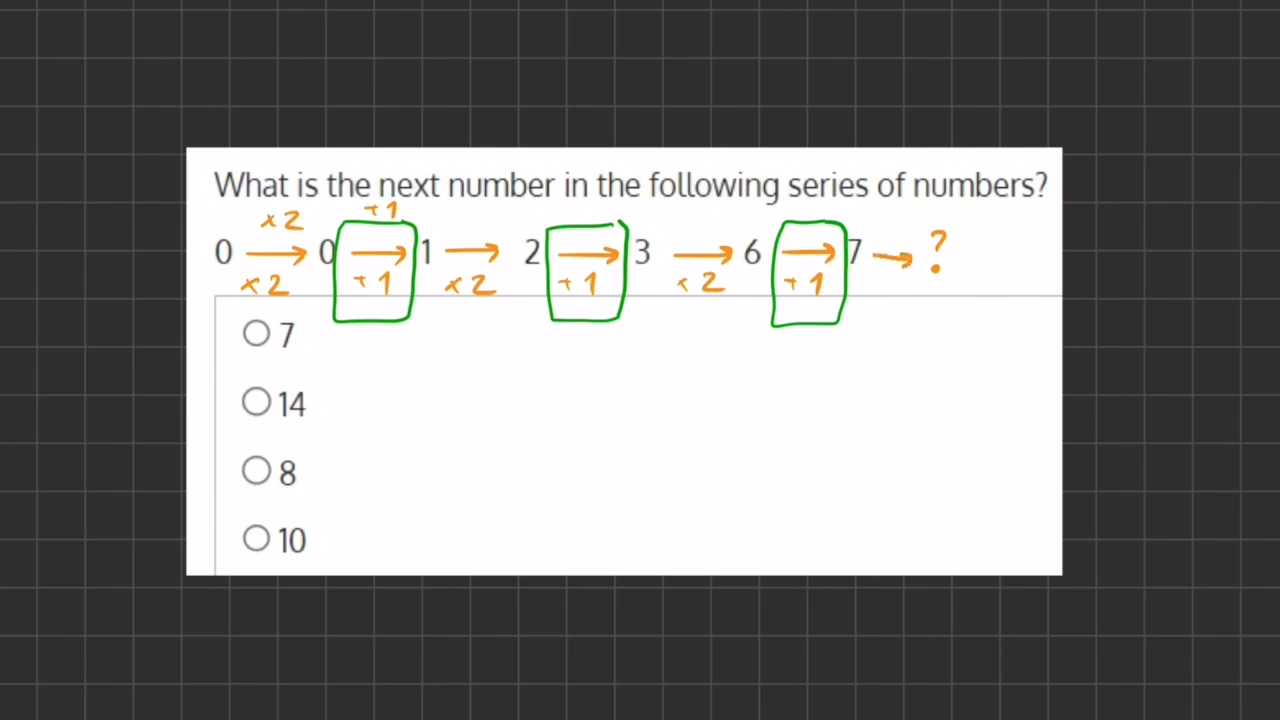 What is the next number in the following series of numbers?
×2 +1
0 → 0 → 1 → 2 → 3 → 6 → 7 → ?
×2 +1 ×2 +1 ×2 +1
7
14
8
10